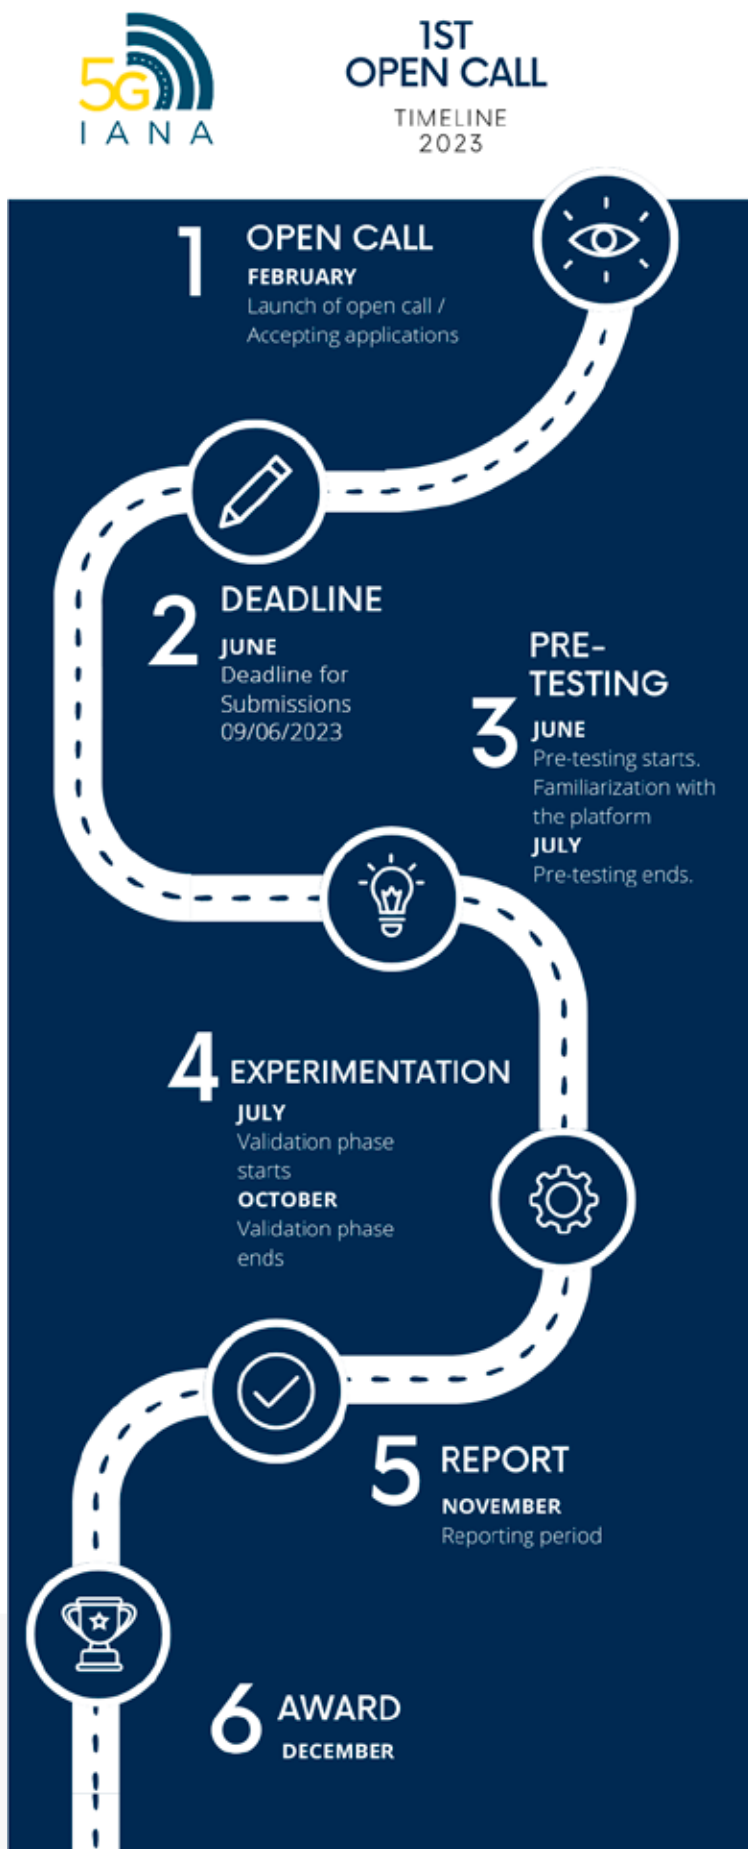 5G
IANA
1ST
OPEN CALL
TIMELINE
2023
1
OPEN CALL
FEBRUARY
Launch of open call /
Accepting applications
2
DEADLINE
JUNE
Deadline for
Submissions
09/06/2023
3
PRE-
TESTING
JUNE
Pre-testing starts.
Familiarization with
the platform
JULY
Pre-testing ends.
4
EXPERIMENTATION
JULY
Validation phase
starts
OCTOBER
Validation phase
ends
5
REPORT
NOVEMBER
Reporting period
6
AWARD
DECEMBER